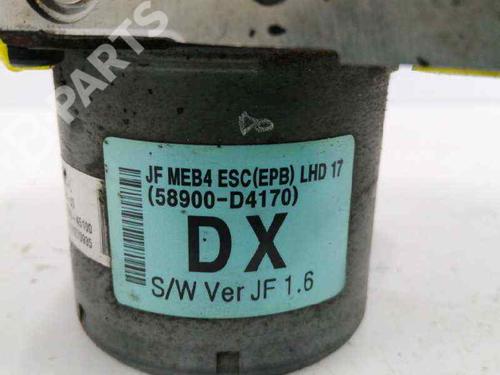 B PARTS
JF MEB4 ESC(EPB) LHD 17
(58900-D4170)
DX
S/W Ver JF 1.6